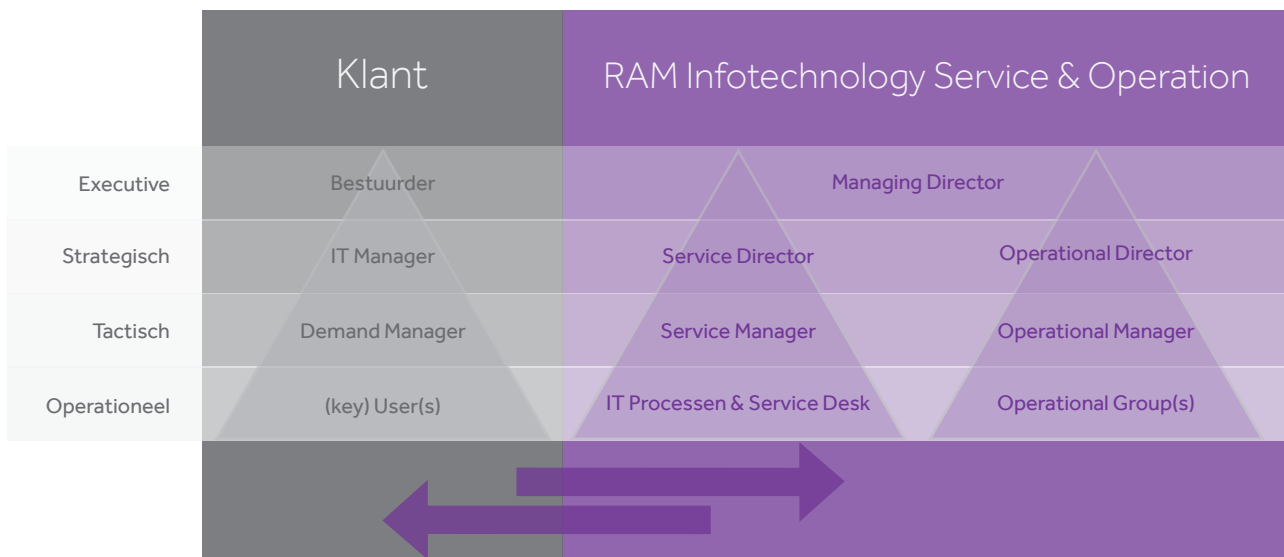 Klant
RAM Infotechnology Service & Operation
Executive
Bestuurder
Managing Director
Strategisch
IT Manager
Service Director
Operational Director
Tactisch
Demand Manager
Service Manager
Operational Manager
Operationeel
(key) User(s)
IT Processen & Service Desk
Operational Group(s)